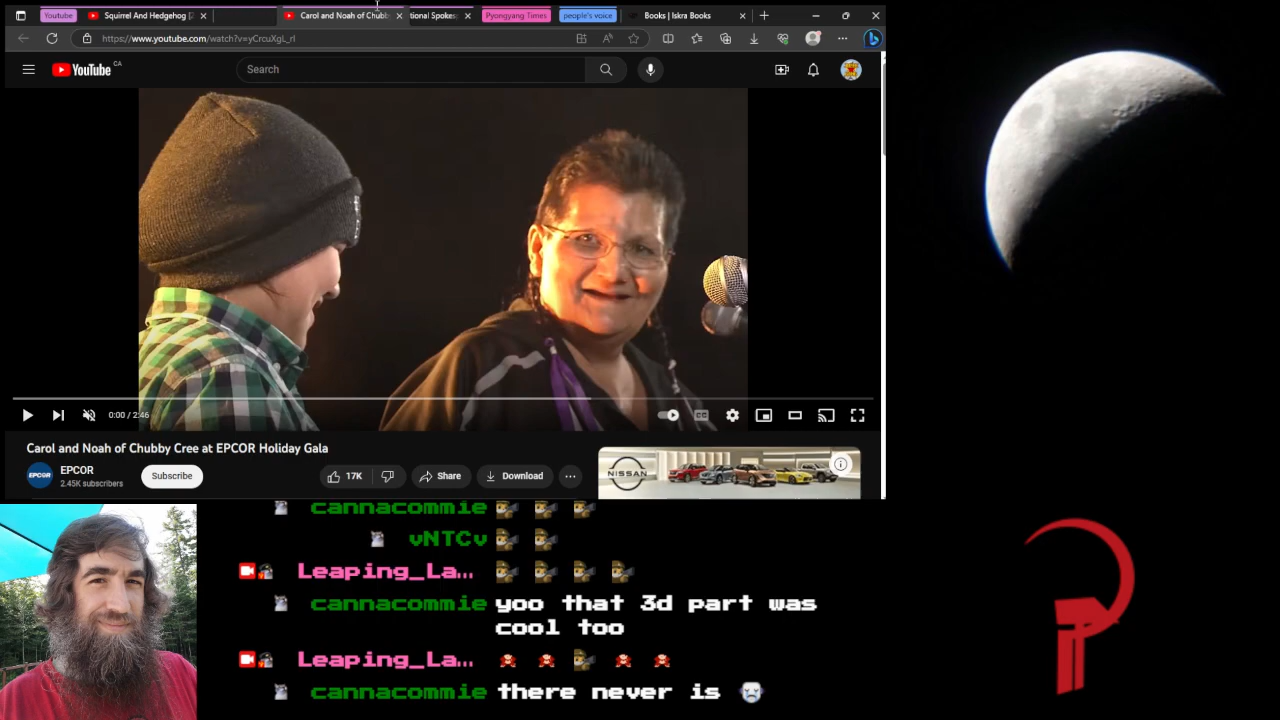 Youtube
Squirrel And Hedgehog [
Carol and Noah of Chubb
tional Spokes
Pyongyang Times
people's voice
Books | Iskra Books
https://www.youtube.com/watch?v=yCrcuXgL_rI
YouTube CA
Search
0:00 / 2:46
CC
Carol and Noah of Chubby Cree at EPCOR Holiday Gala
EPCOR
EPCOR
2.45K subscribers
Subscribe
17K
Share
Download
NISSAN
cannacommie
vNTCv
Leaping_La...
cannacommie yoo that 3d part was
cool too
Leaping_La...
cannacommie there never is